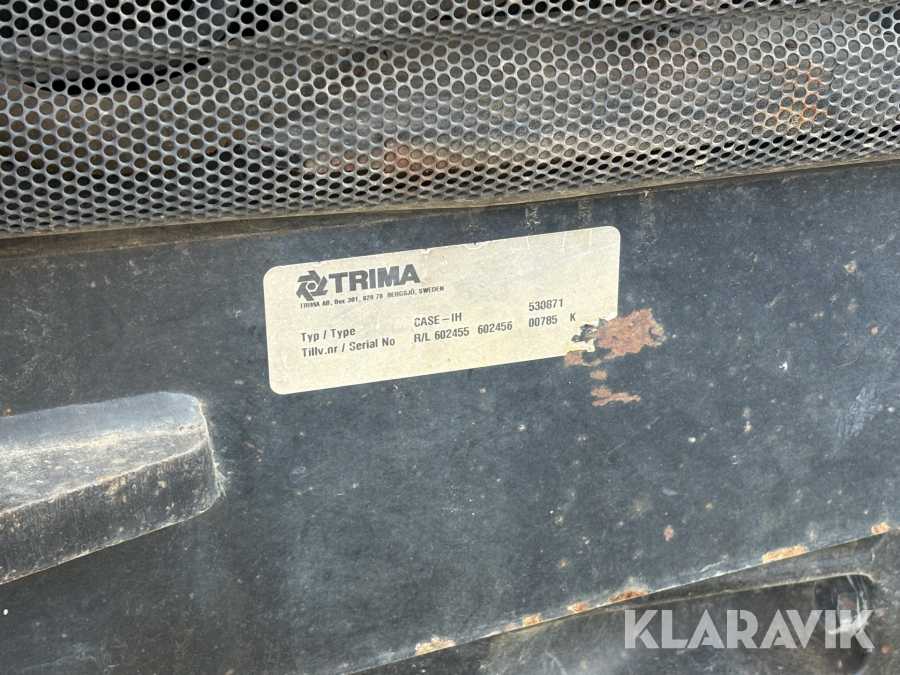 TRIMA
TRIMA AB, Box 301, 820 70 BERGSJÖ, SWEDEN
Typ / Type CASE-IH 530871
Tillv.nr / Serial No R/L 602455 602456 00785 K
KLARAVIK